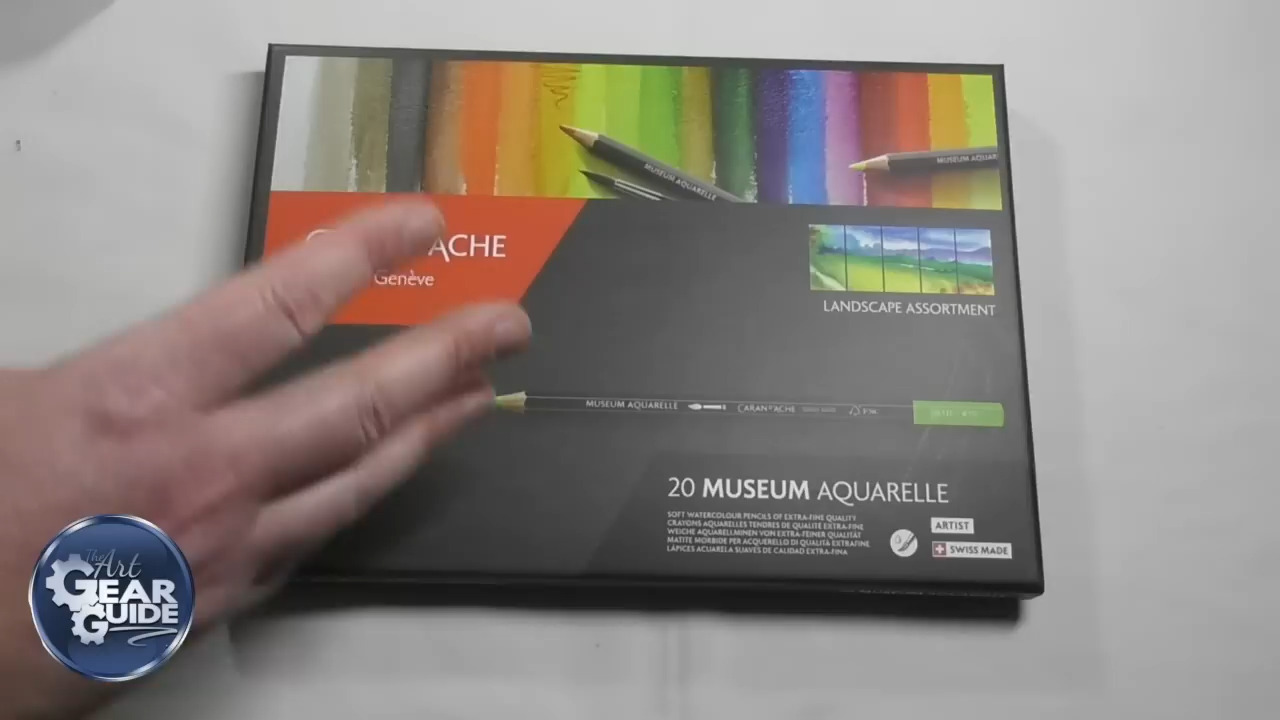 MUSEUM AQUAR
MUSEUM AQUARELLE
C ACHE
Genève
LANDSCAPE ASSORTMENT
MUSEUM AQUARELLE CARAN D'ACHE
20 MUSEUM AQUARELLE
SOFT WATERCOLOUR PENCILS OF EXTRA-FINE QUALITY
CRAYONS AQUARELLES TENDRES DE QUALITÉ EXTRA-FINE
WEICHE AQUARELLMINEN VON EXTRA-FEINER QUALITÄT
MATITE MORBIDE PER ACQUERELLO DI QUALITÀ EXTRAFINE
LÁPICES ACUARELA SUAVES DE CALIDAD EXTRA-FINA
ARTIST
SWISS MADE
The Art
GEAR
GUIDE